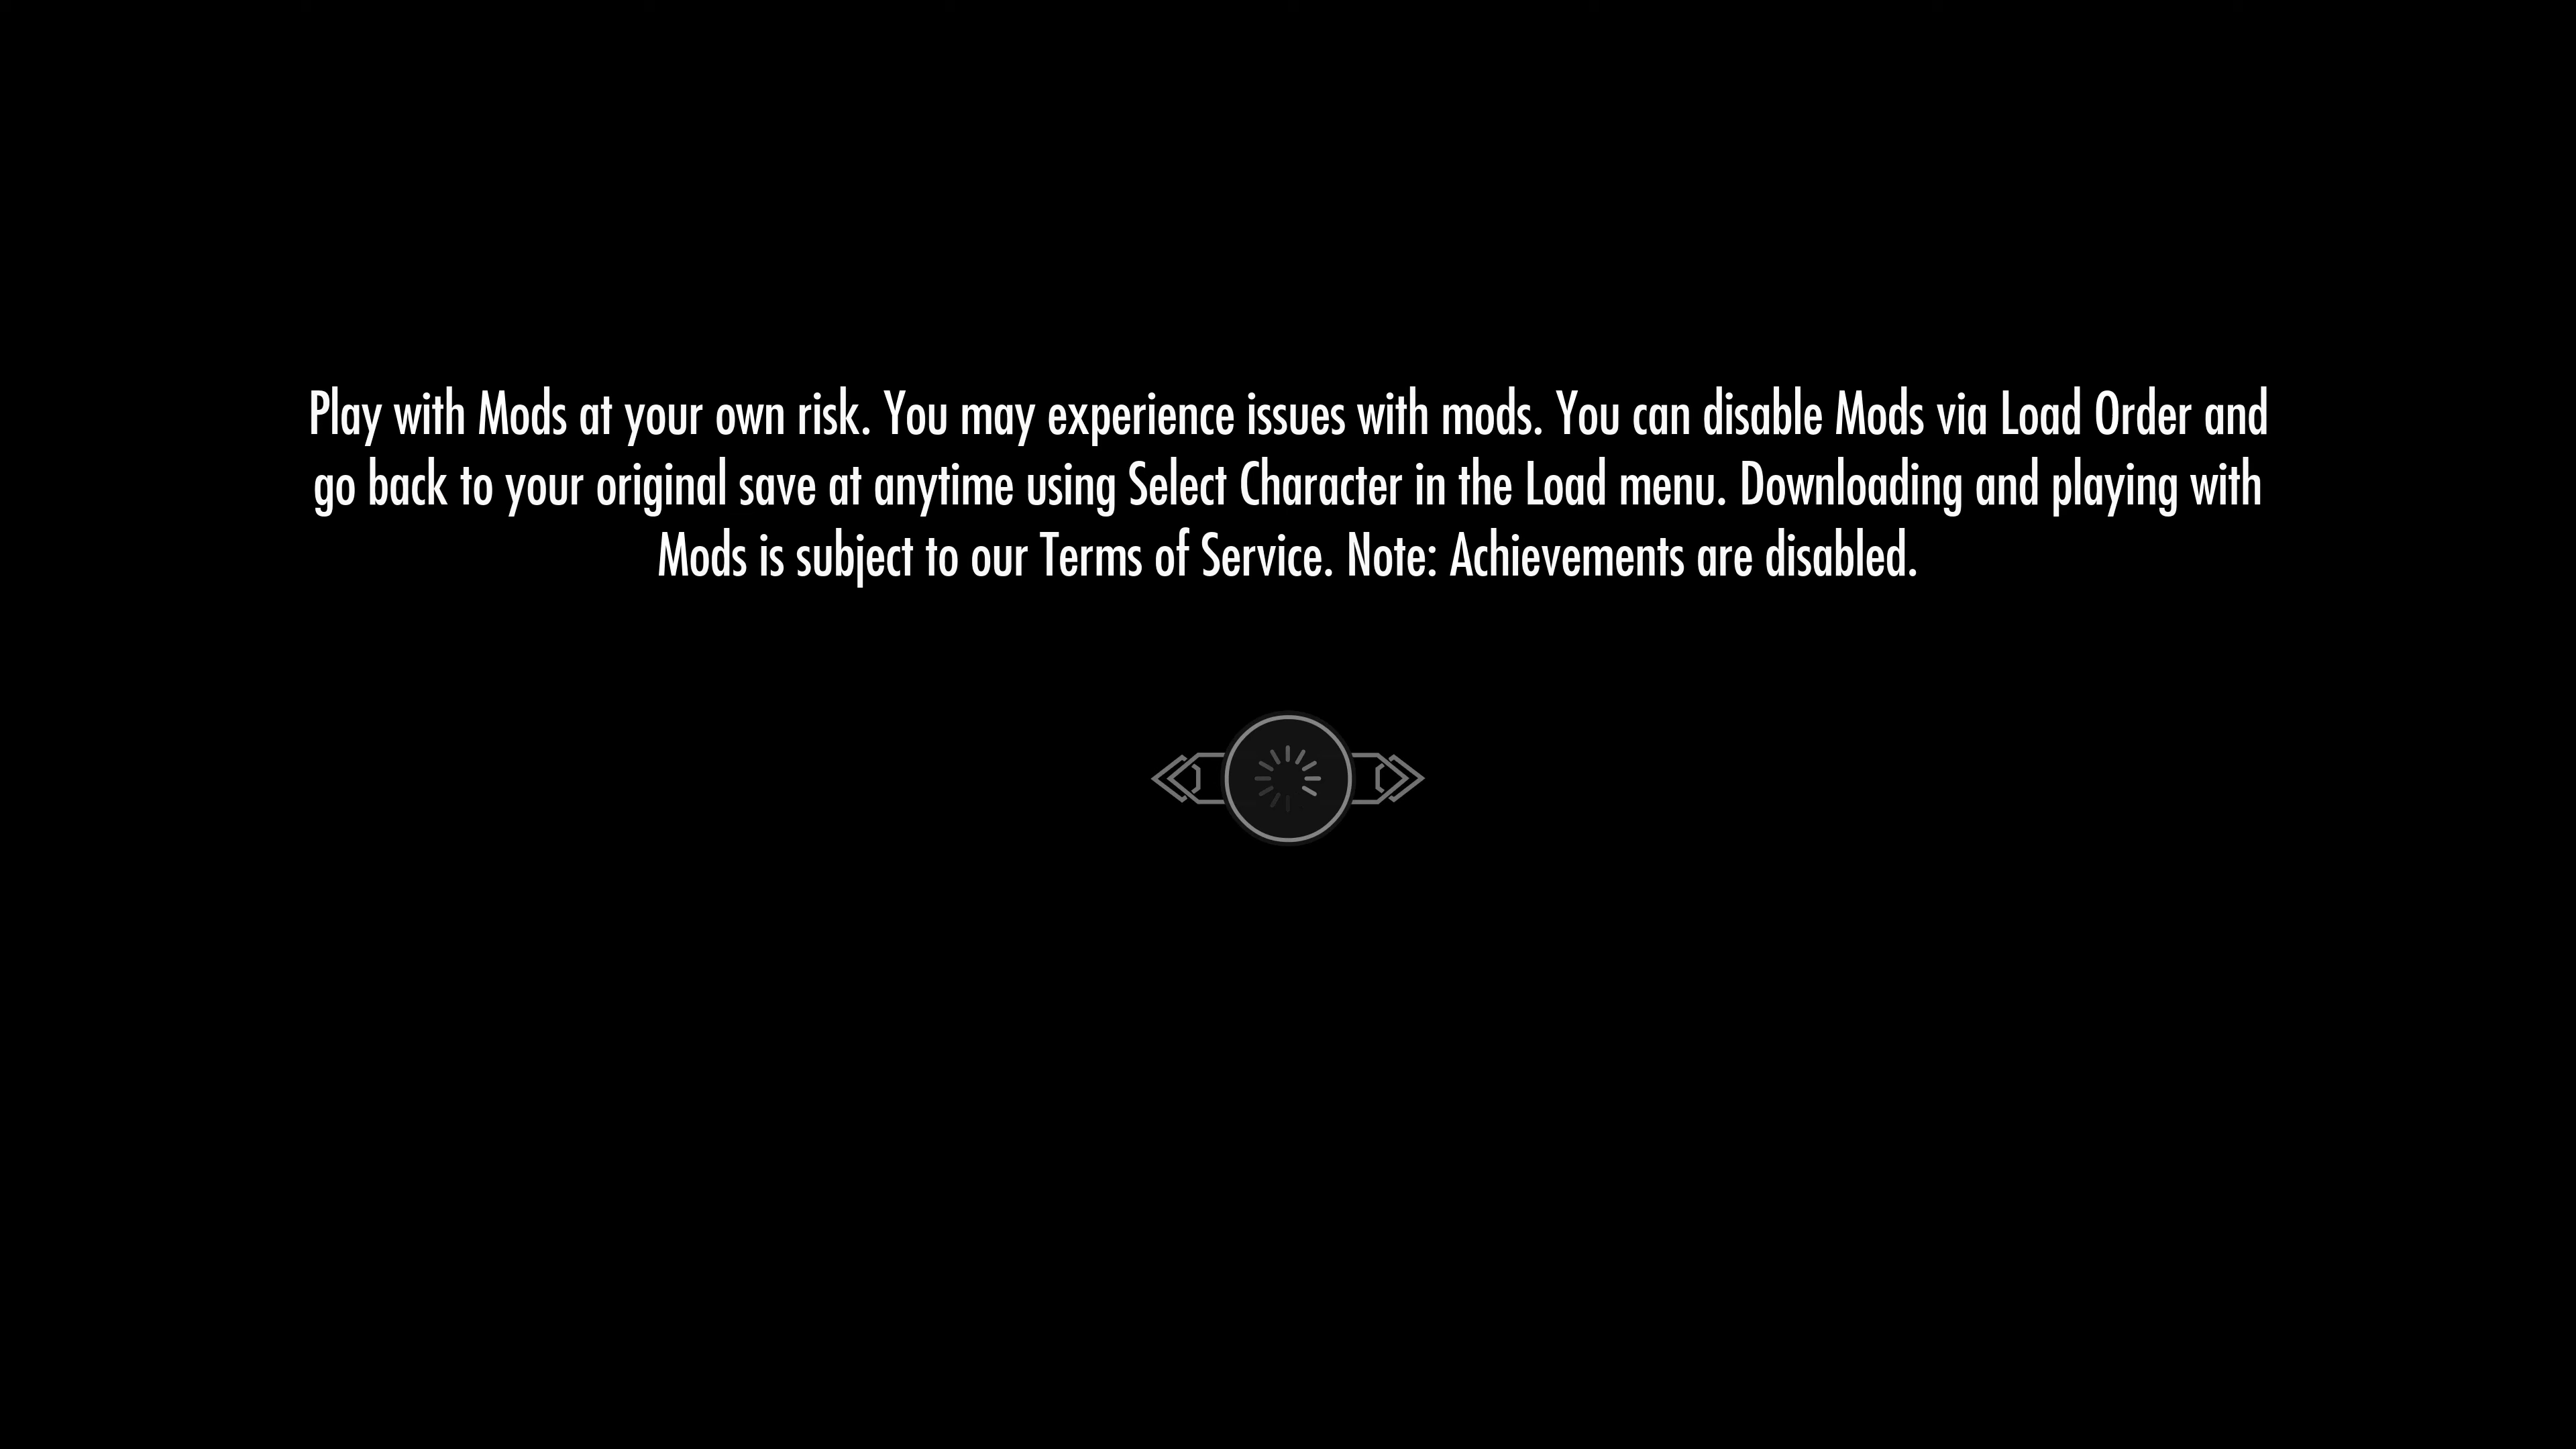 Play with Mods at your own risk. You may experience issues with mods. You can disable Mods via Load Order and
go back to your original save at anytime using Select Character in the Load menu. Downloading and playing with
Mods is subject to our Terms of Service. Note: Achievements are disabled.